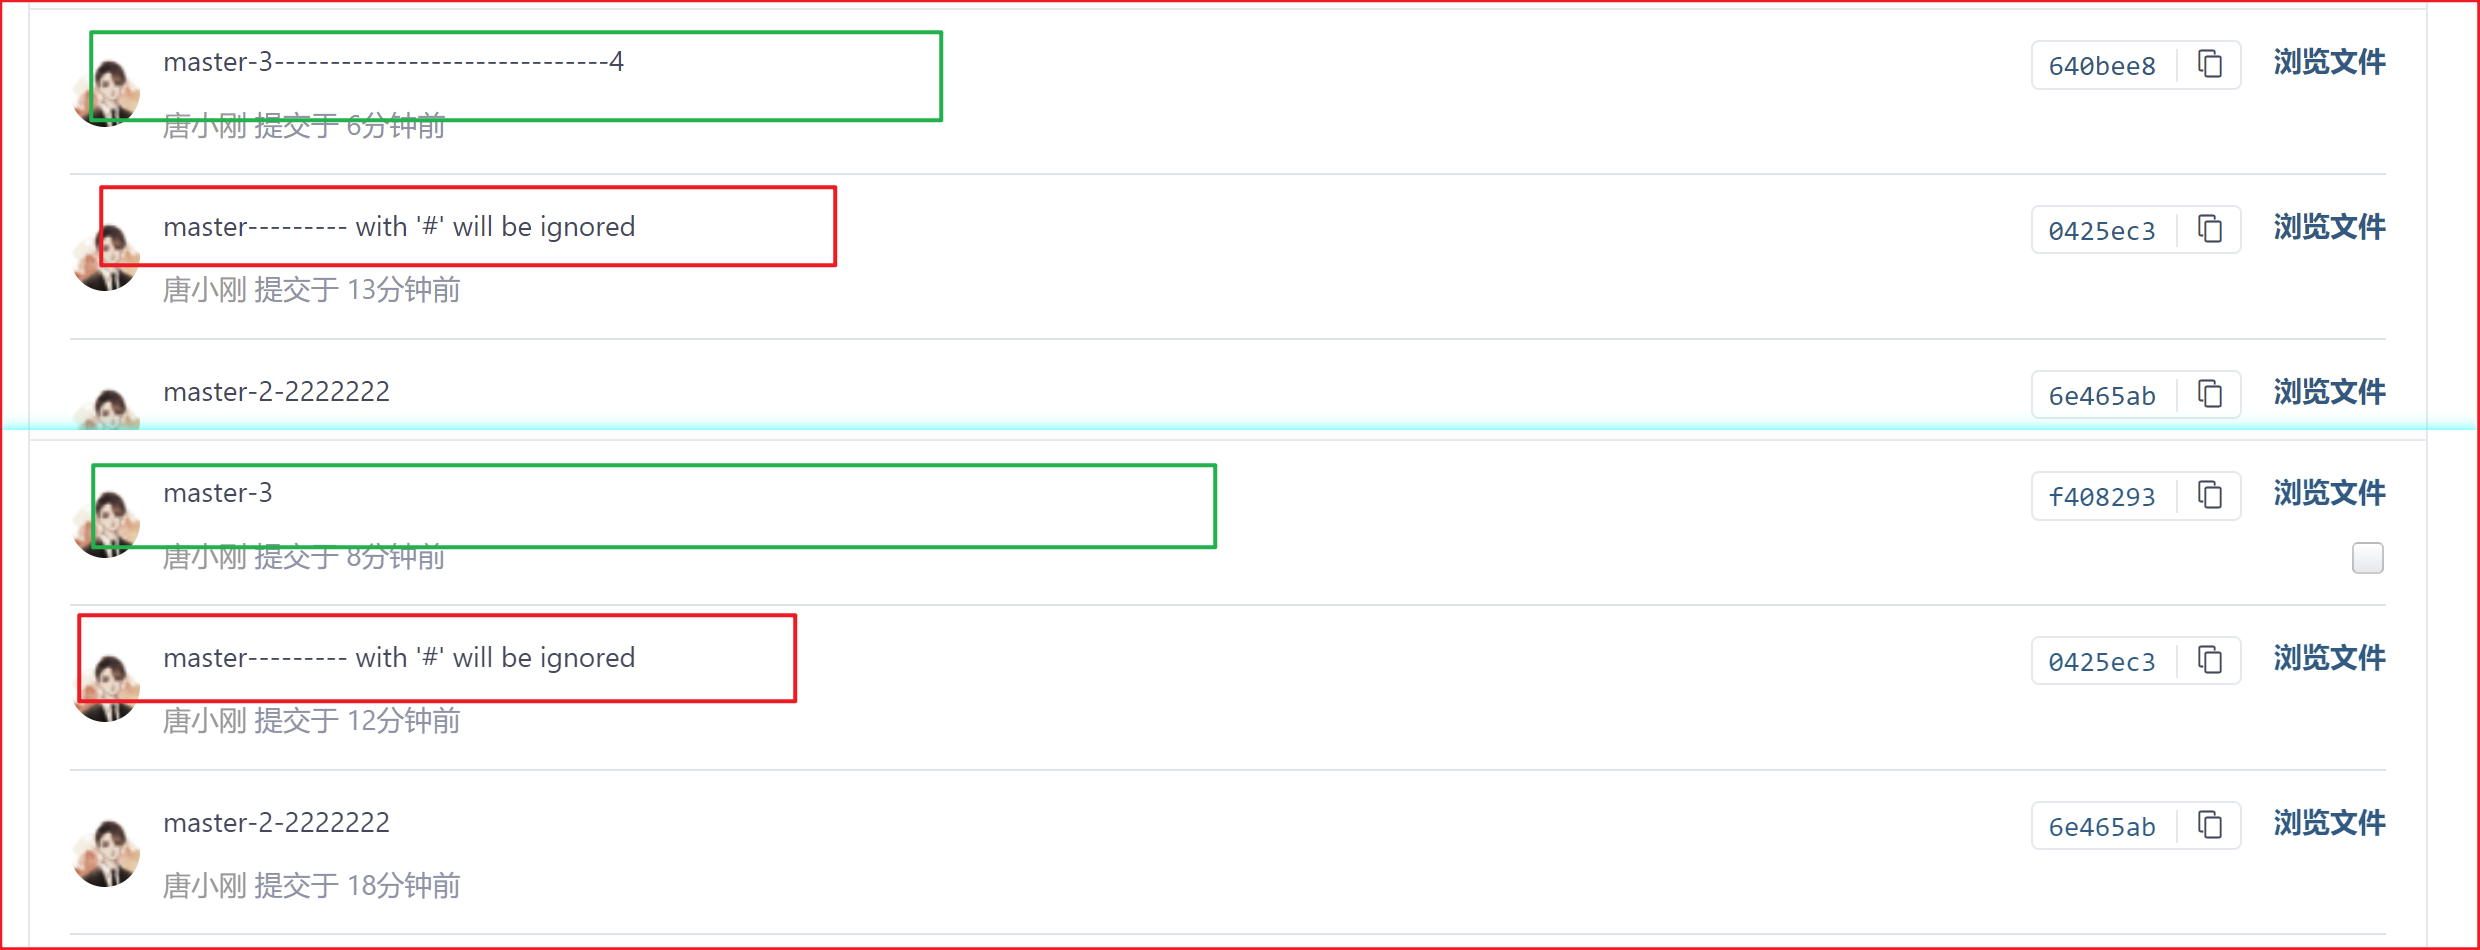 master-3------------------------------4
640bee8
浏览文件
唐小刚 提交于 6分钟前
master--------- with '#' will be ignored
0425ec3
浏览文件
唐小刚 提交于 13分钟前
master-2-2222222
6e465ab
浏览文件
master-3
f408293
浏览文件
唐小刚 提交于 8分钟前
master--------- with '#' will be ignored
0425ec3
浏览文件
唐小刚 提交于 12分钟前
master-2-2222222
6e465ab
浏览文件
唐小刚 提交于 18分钟前